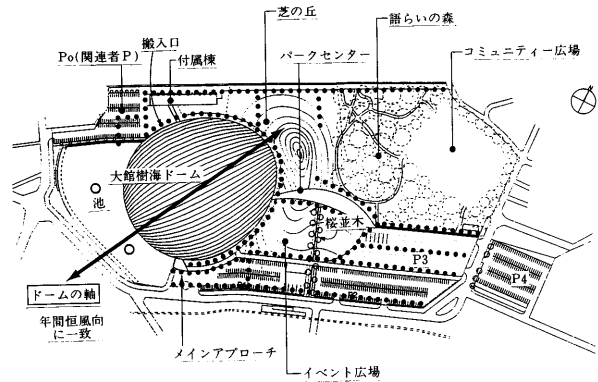 芝の丘
語らいの森
搬入口
パークセンター
コミュニティー広場
Po(関連者P)
付属棟
大館樹海ドーム
池
桜並木
P3
P4
ドームの軸
年間恒風向
に一致
メインアプローチ
イベント広場